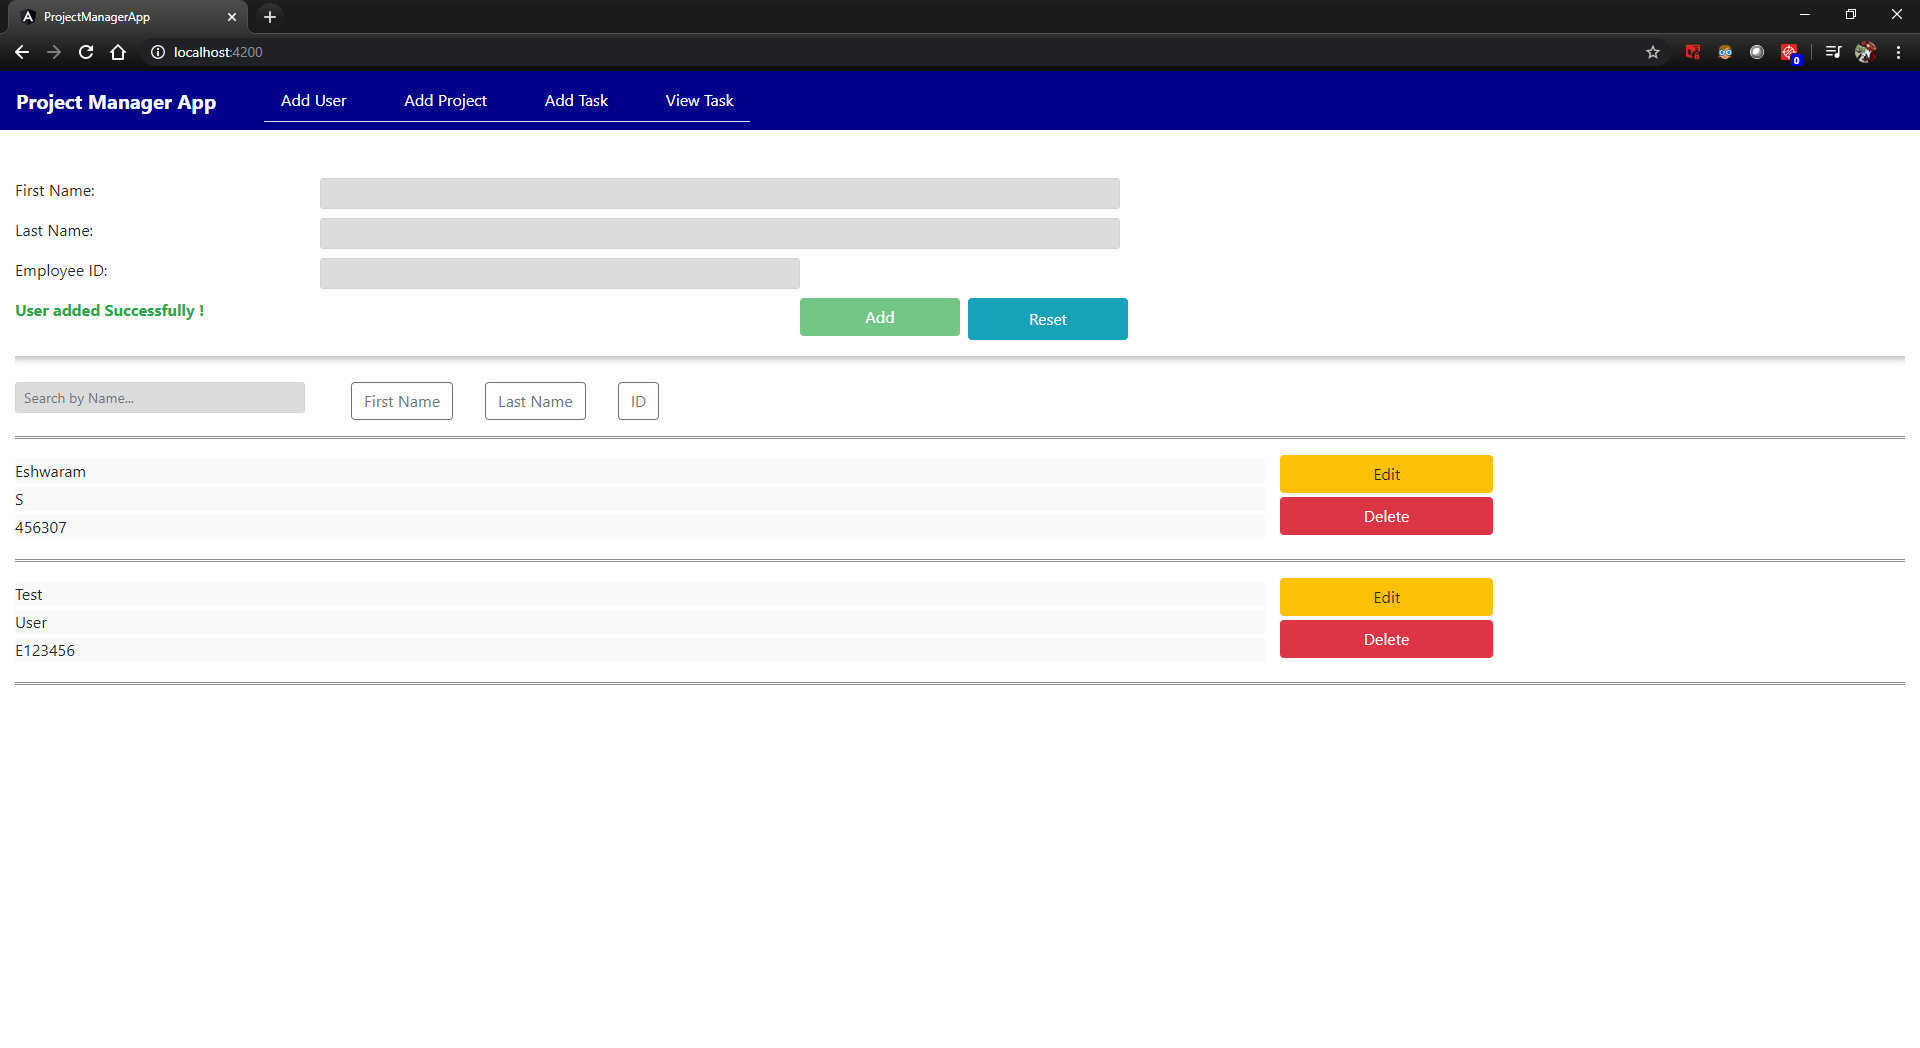 ProjectManagerApp
localhost:4200
0
Project Manager App Add User Add Project Add Task View Task
First Name:
Last Name:
Employee ID:
User added Successfully ! Add Reset
Search by Name... First Name Last Name ID
Eshwaram Edit
S
456307 Delete
Test Edit
User
E123456 Delete